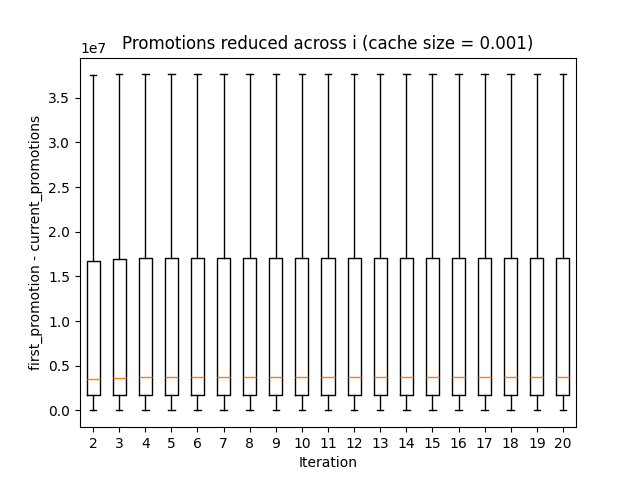 Promotions reduced across i (cache size = 0.001)
1e7
3.5
3.0
2.5
2.0
1.5
1.0
0.5
0.0
first_promotion - current_promotions
2 3 4 5 6 7 8 9 10 11 12 13 14 15 16 17 18 19 20
Iteration